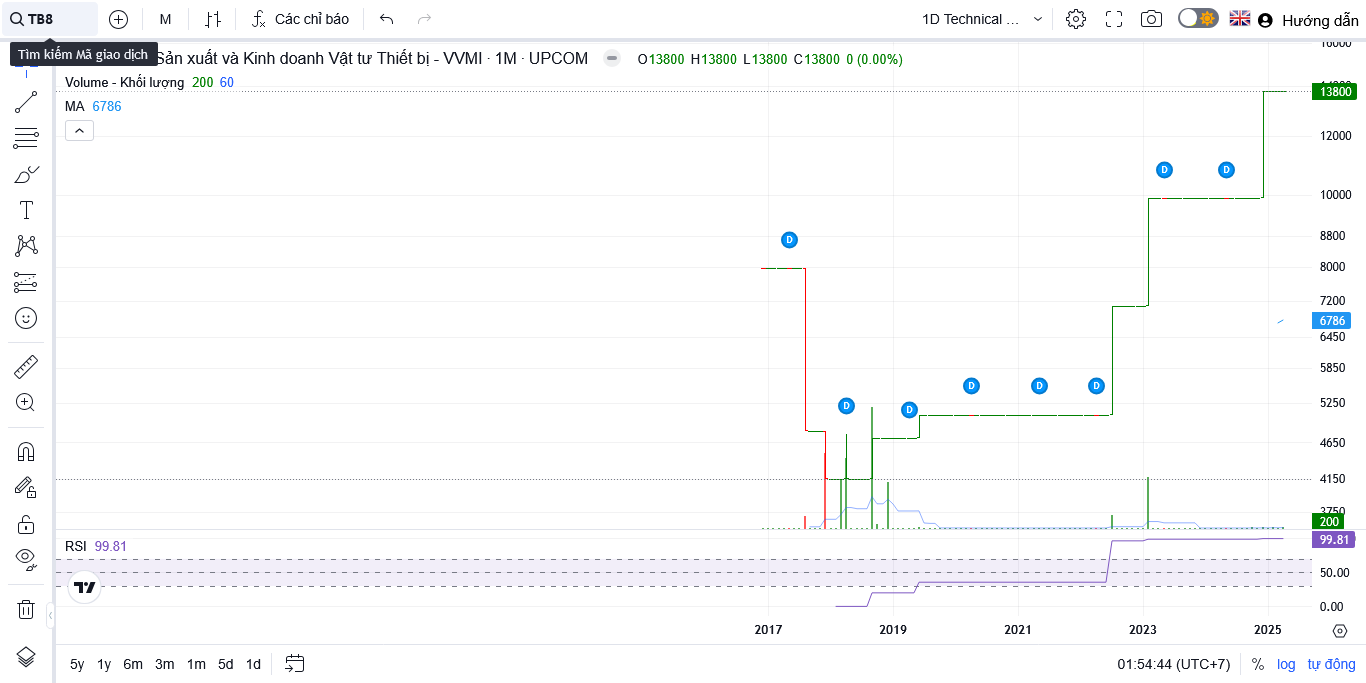 TB8
M
Các chỉ báo
1D Technical ...
Hướng dẫn
Tìm kiếm Mã giao dịch
Sản xuất và Kinh doanh Vật tư Thiết bị - VVMI · 1M · UPCOM
O13800 H13800 L13800 C13800 0 (0.00%)
Volume - Khối lượng 200 60
MA 6786
D
D
D
D
D
D
D
D
16000
13800
12000
10000
8800
8000
7200
6786
6450
5850
5250
4650
4150
3750
200
RSI 99.81
99.81
50.00
0.00
2017
2019
2021
2023
2025
5y 1y 6m 3m 1m 5d 1d
01:54:44 (UTC+7)
%
log
tự động